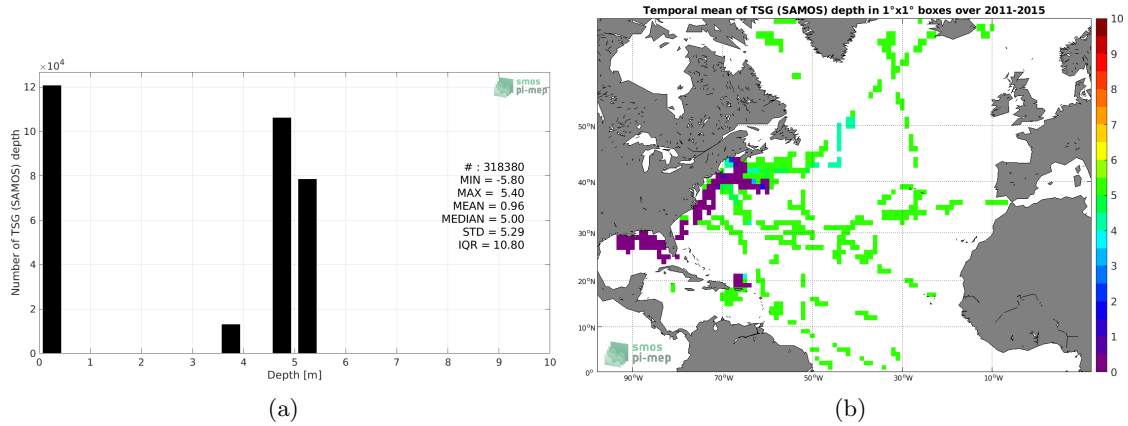 ×10⁴
12
10
8
6
4
2
0
Number of TSG (SAMOS) depth
smos
pi-mep
# : 318380
MIN = -5.80
MAX = 5.40
MEAN = 0.96
MEDIAN = 5.00
STD = 5.29
IQR = 10.80
0 1 2 3 4 5 6 7 8 9 10
Depth [m]
(a)
Temporal mean of TSG (SAMOS) depth in 1°x1° boxes over 2011-2015
50°N
40°N
30°N
20°N
10°N
0°
90°W 70°W 50°W 30°W 10°W
smos
pi-mep
10
9
8
7
6
5
4
3
2
1
0
(b)